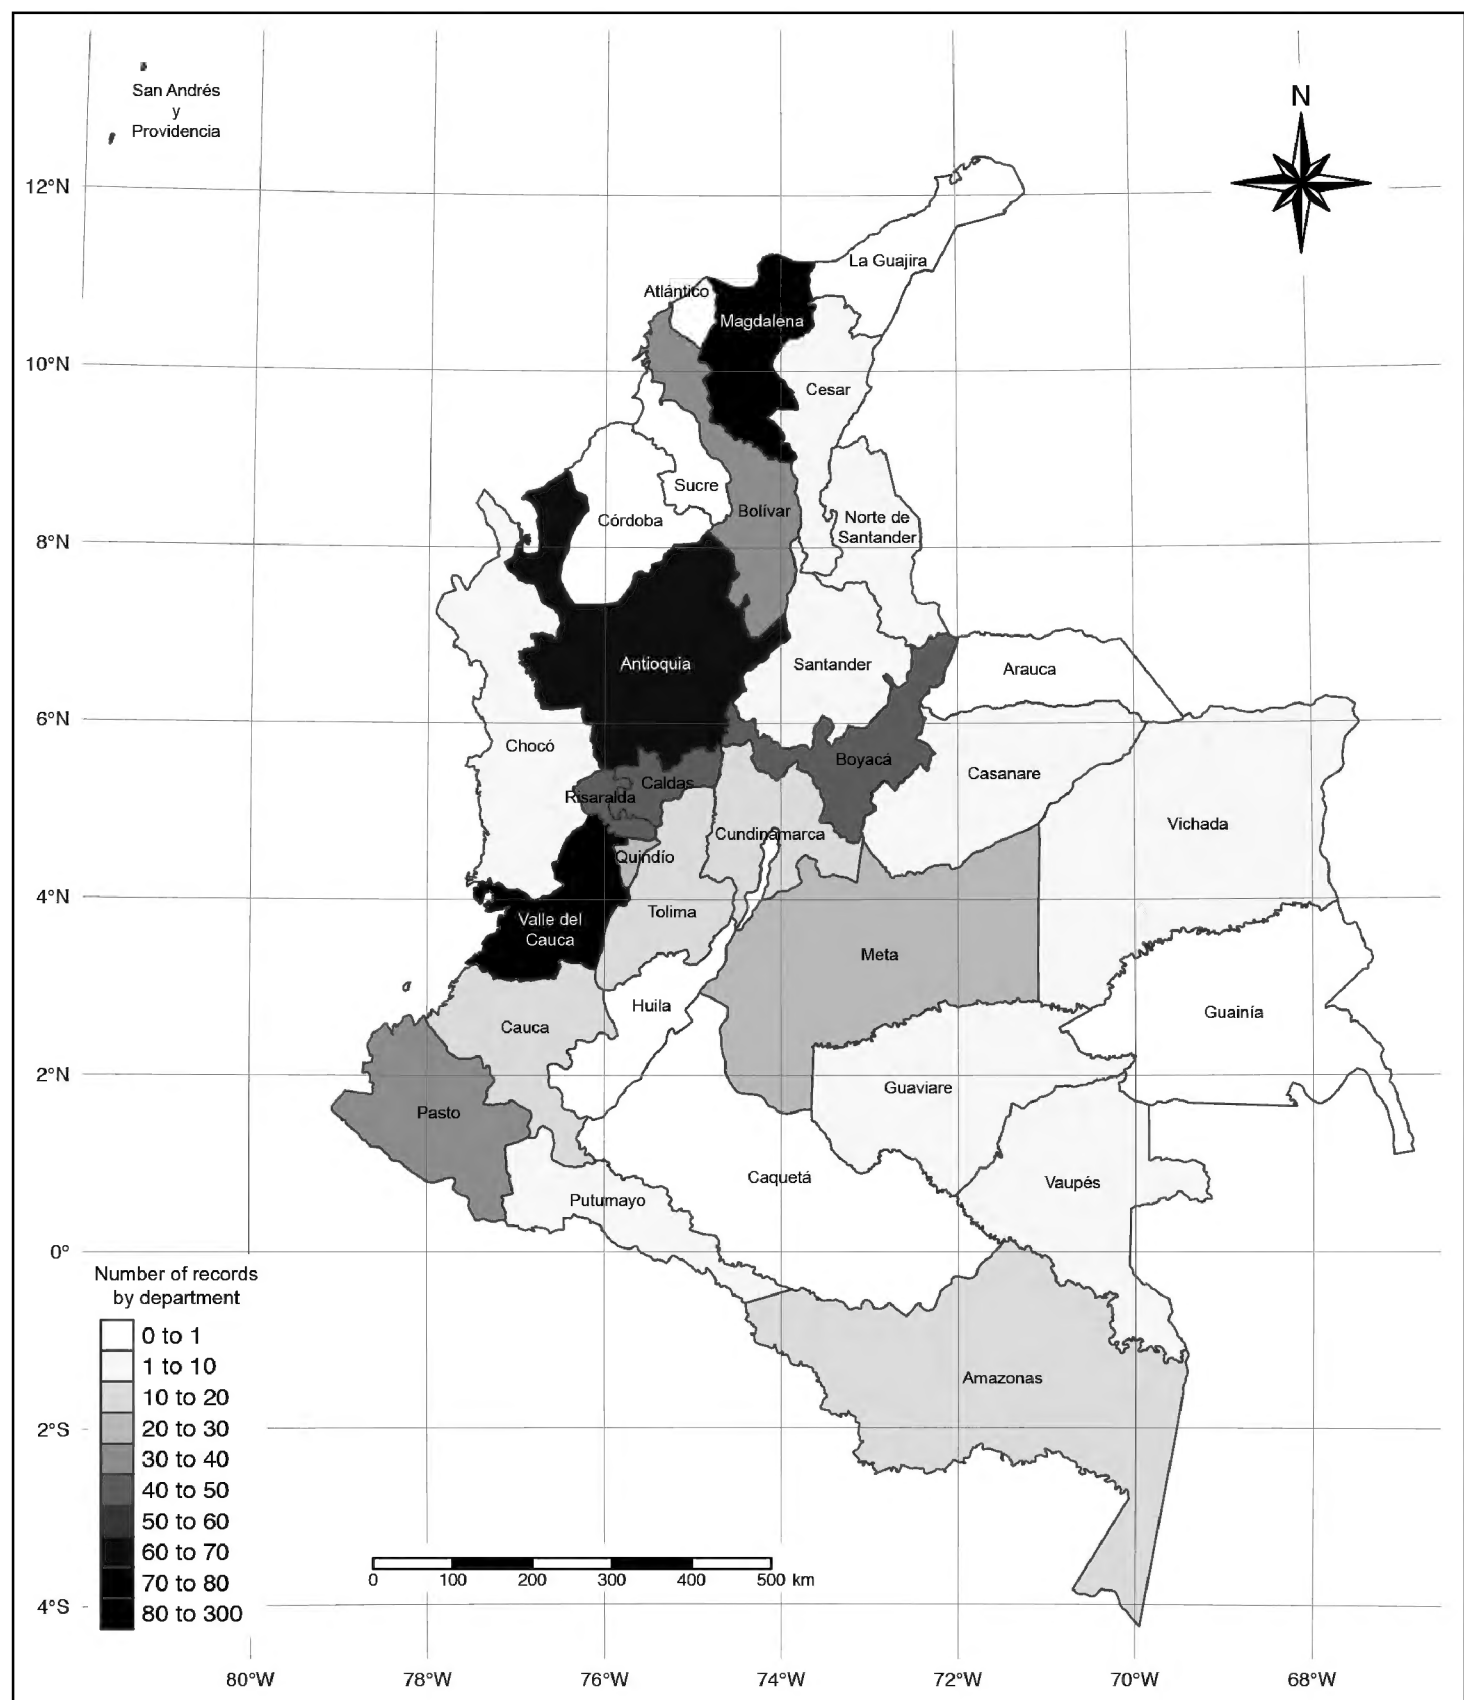 San Andrés
y
Providencia
N
12°N
10°N
8°N
6°N
4°N
2°N
0°
2°S
4°S
La Guajira
Atlántico
Magdalena
Cesar
Sucre
Bolívar
Córdoba
Norte de
Santander
Antioquia
Santander
Arauca
Chocó
Boyacá
Caldas
Casanare
Risaralda
Vichada
Cundinamarca
Quindío
Tolima
Valle del
Cauca
Meta
Huila
Guainía
Cauca
Guaviare
Pasto
Caquetá
Vaupés
Putumayo
Amazonas
Number of records
by department
0 to 1
1 to 10
10 to 20
20 to 30
30 to 40
40 to 50
50 to 60
60 to 70
70 to 80
80 to 300
0 100 200 300 400 500 km
80°W 78°W 76°W 74°W 72°W 70°W 68°W